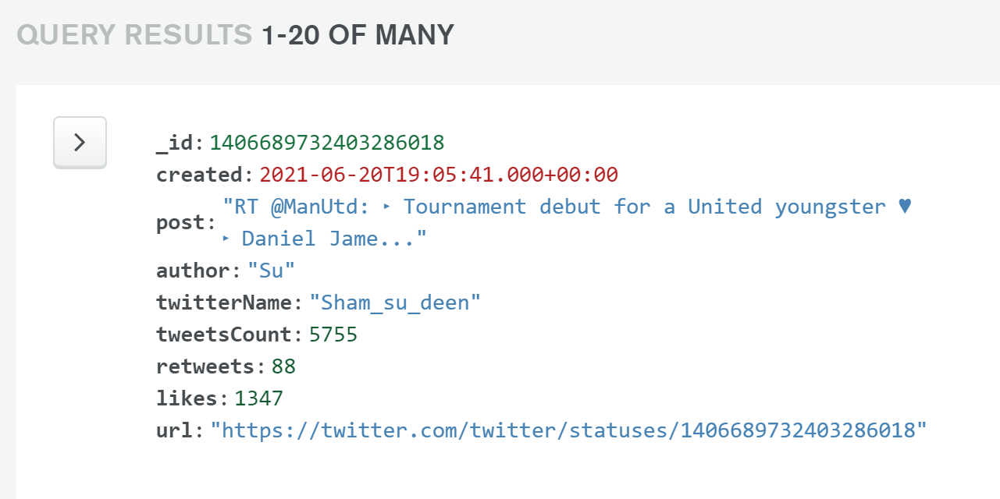 QUERY RESULTS 1-20 OF MANY
_id: 1406689732403286018
created: 2021-06-20T19:05:41.000+00:00
post: "RT @ManUtd: ‣ Tournament debut for a United youngster ♥
‣ Daniel Jame..."
author: "Su"
twitterName: "Sham_su_deen"
tweetsCount: 5755
retweets: 88
likes: 1347
url: "https://twitter.com/twitter/statuses/1406689732403286018"